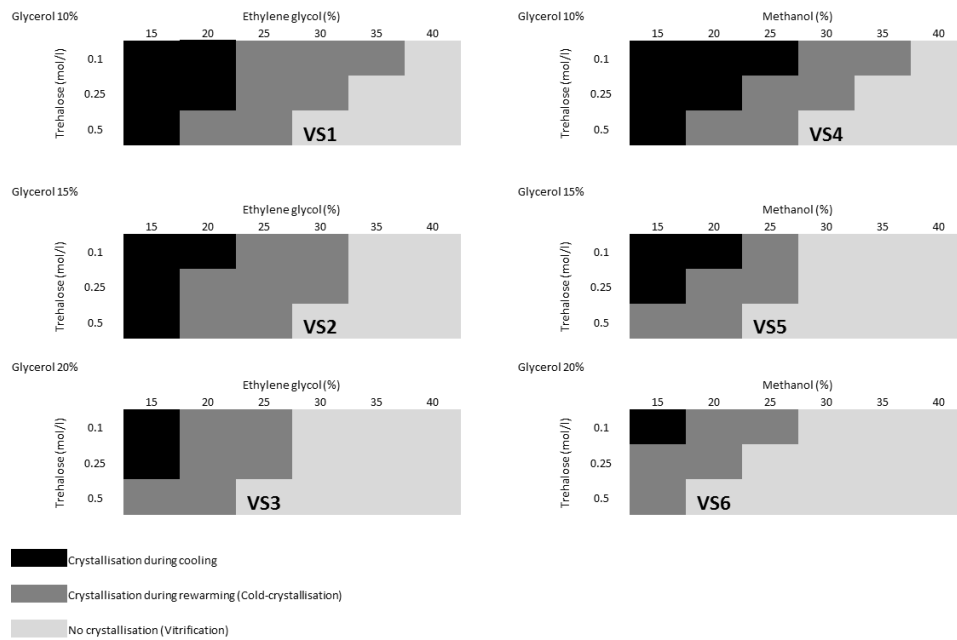 Glycerol 10%
Ethylene glycol (%)
15 20 25 30 35 40
Trehalose (mol/l)
0.1
0.25
0.5
VS1
Glycerol 10%
Methanol (%)
15 20 25 30 35 40
Trehalose (mol/l)
0.1
0.25
0.5
VS4
Glycerol 15%
Ethylene glycol (%)
15 20 25 30 35 40
Trehalose (mol/l)
0.1
0.25
0.5
VS2
Glycerol 15%
Methanol (%)
15 20 25 30 35 40
Trehalose (mol/l)
0.1
0.25
0.5
VS5
Glycerol 20%
Ethylene glycol (%)
15 20 25 30 35 40
Trehalose (mol/l)
0.1
0.25
0.5
VS3
Glycerol 20%
Methanol (%)
15 20 25 30 35 40
Trehalose (mol/l)
0.1
0.25
0.5
VS6
Crystallisation during cooling
Crystallisation during rewarming (Cold-crystallisation)
No crystallisation (Vitrification)